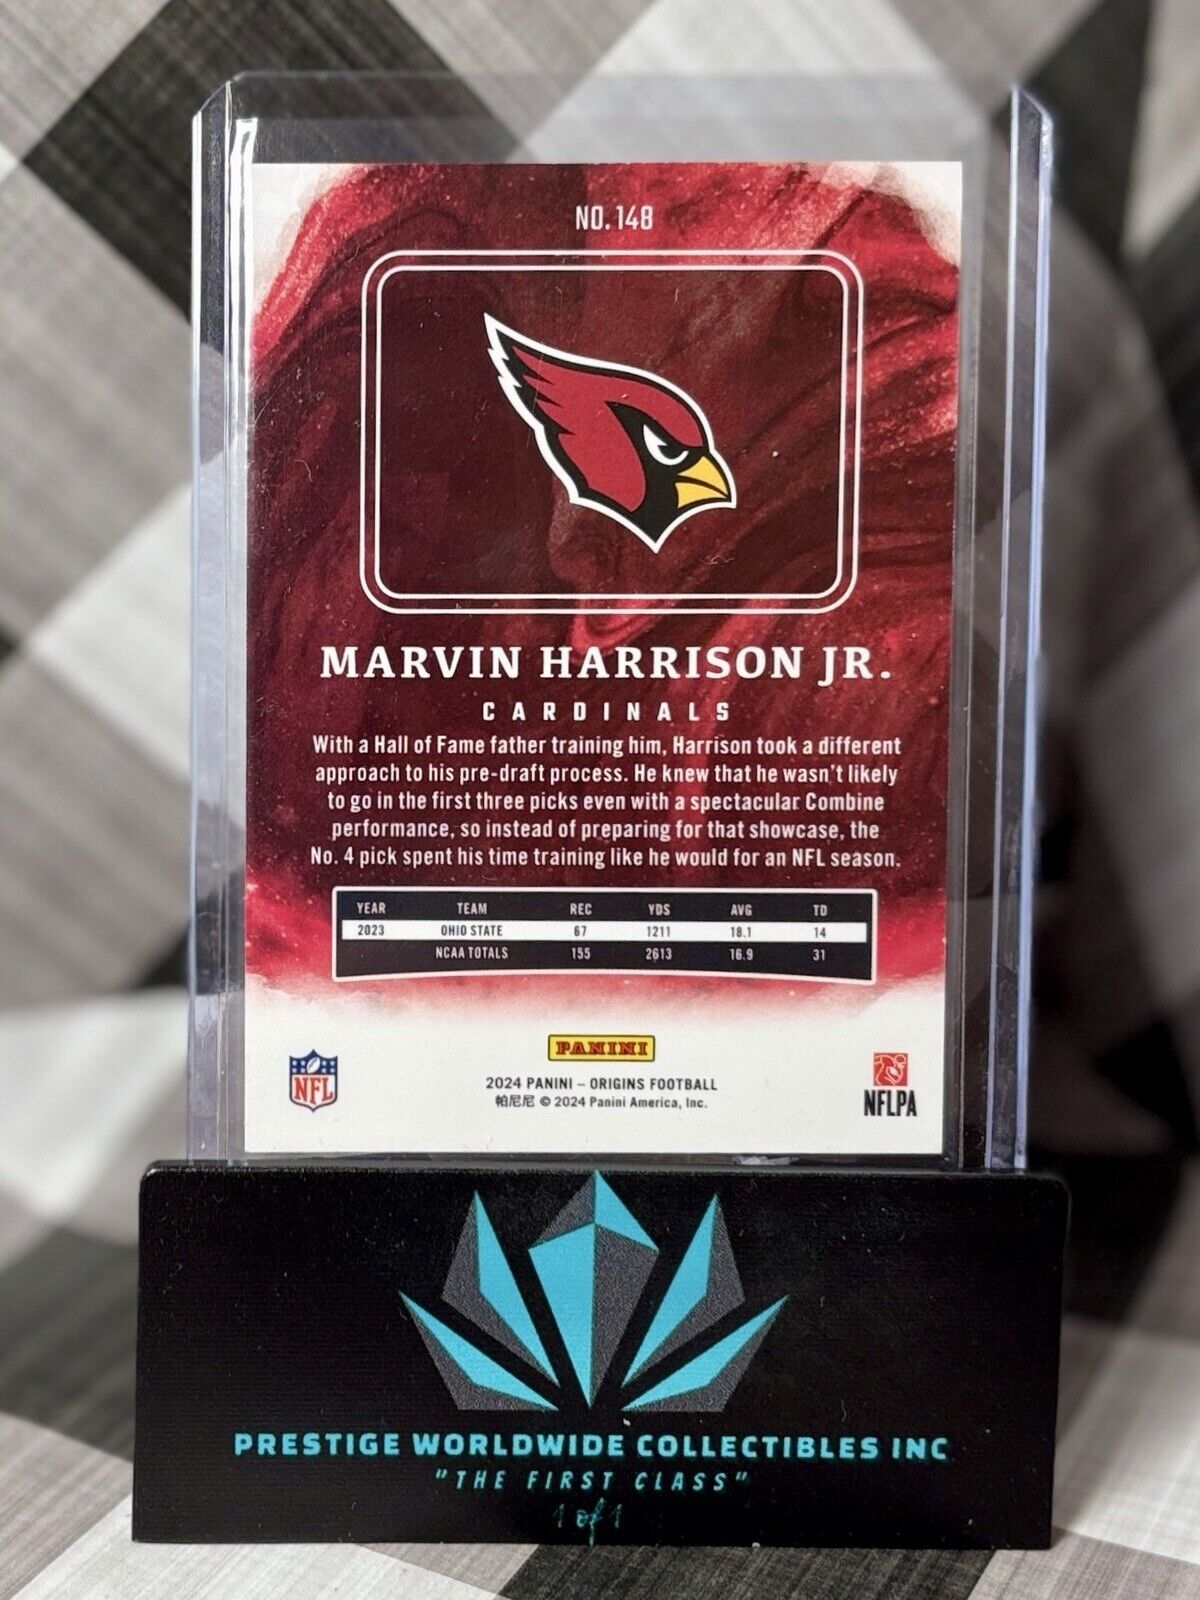 NO. 148
MARVIN HARRISON JR.
CARDINALS
With a Hall of Fame father training him, Harrison took a different
approach to his pre-draft process. He knew that he wasn't likely
to go in the first three picks even with a spectacular Combine
performance, so instead of preparing for that showcase, the
No. 4 pick spent his time training like he would for an NFL season.
YEAR TEAM REC YDS AVG TD
2023 OHIO STATE 67 1211 18.1 14
NCAA TOTALS 155 2613 16.9 31
PANINI
NFL
2024 PANINI – ORIGINS FOOTBALL
帕尼尼 © 2024 Panini America, Inc.
NFLPA
PRESTIGE WORLDWIDE COLLECTIBLES INC
"THE FIRST CLASS"
1 of 1